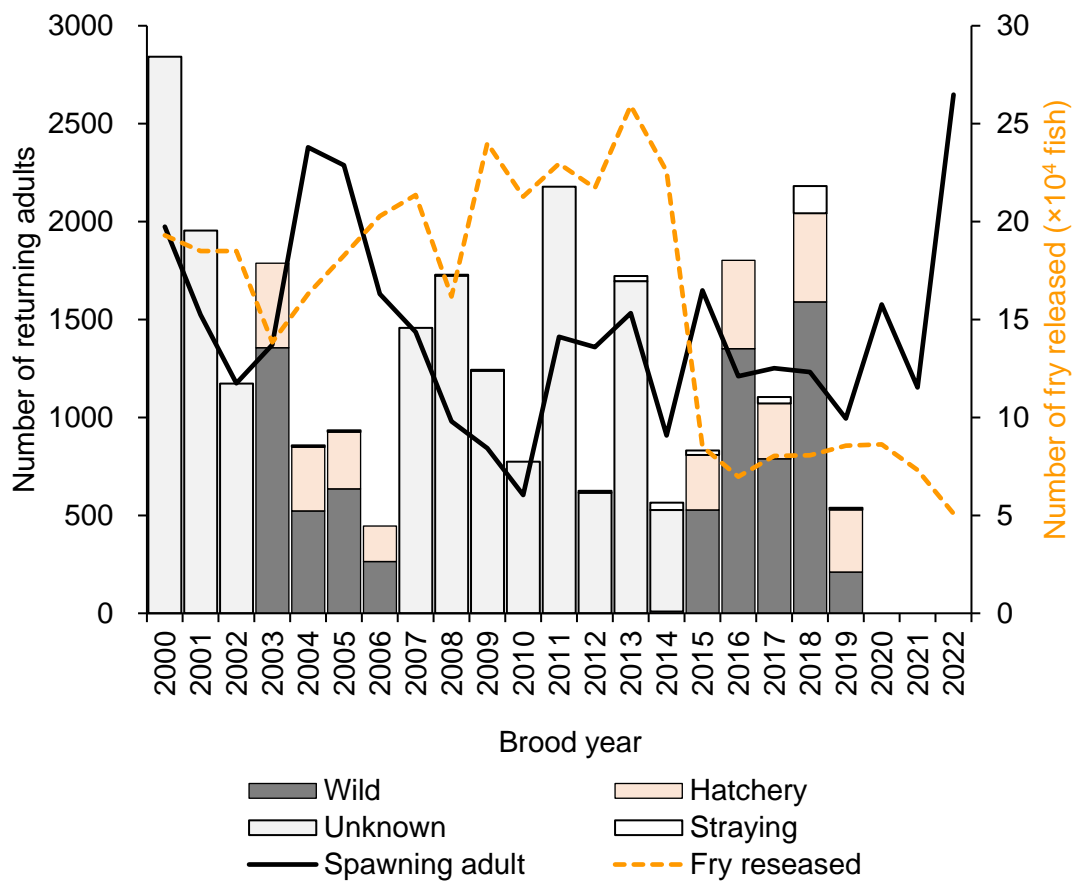 3000
2500
2000
1500
1000
500
0
Number of returning adults
30
25
20
15
10
5
0
Number of fry released (×10⁴ fish)
2000 2001 2002 2003 2004 2005 2006 2007 2008 2009 2010 2011 2012 2013 2014 2015 2016 2017 2018 2019 2020 2021 2022
Brood year
Wild Hatchery
Unknown Straying
Spawning adult Fry reseased